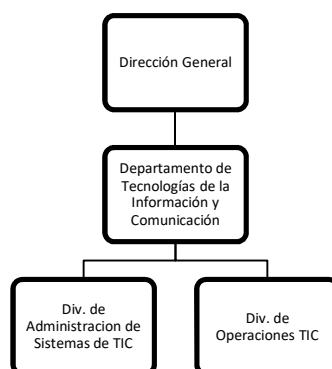 Dirección General
Departamento de
Tecnologías de la
Información y
Comunicación
Div. de
Administracion de
Sistemas de TIC
Div. de
Operaciones TIC